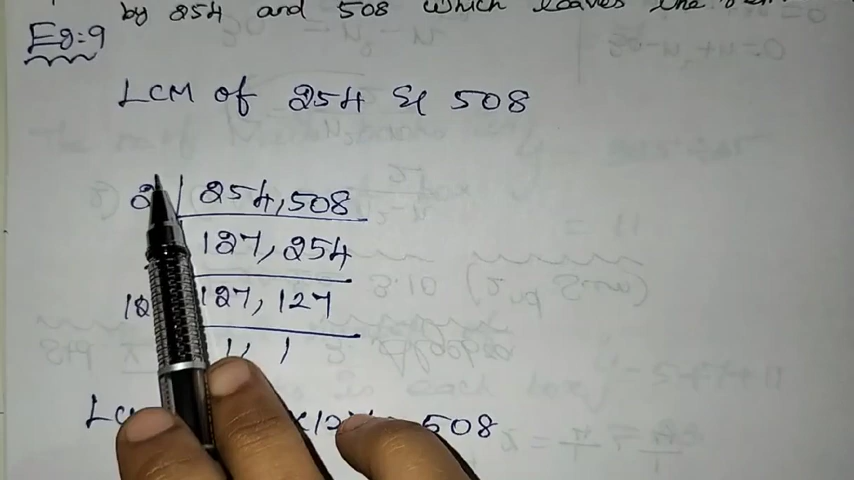 by 254 and 508 which leaves the
Eg:9
LCM of 254 & 508
2 | 254, 508
127, 254
127, 127
1, 1
508